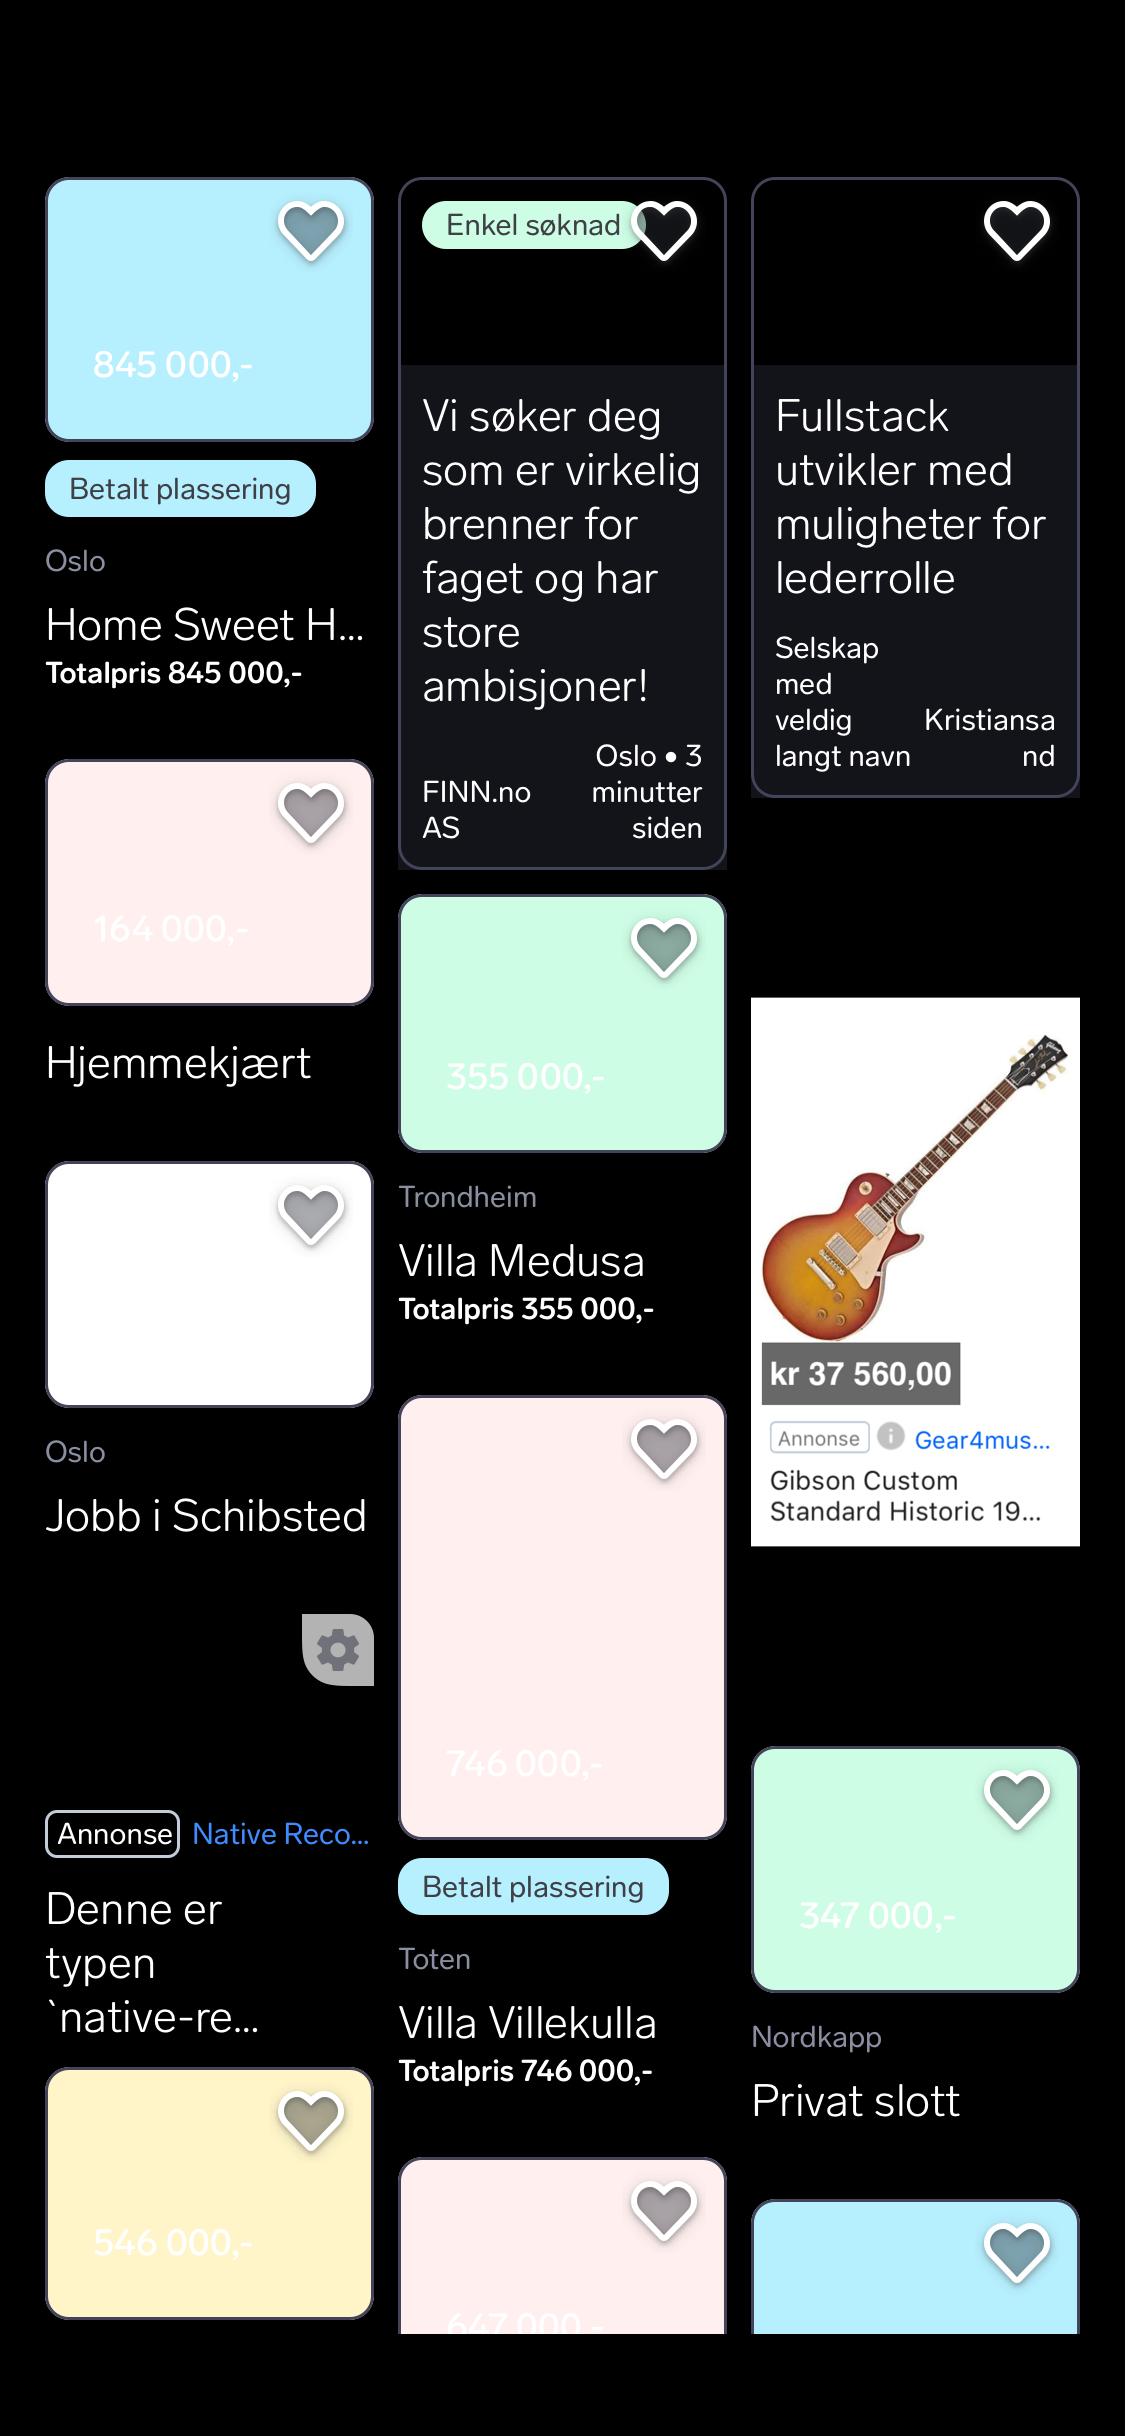 845 000,-
Betalt plassering
Oslo
Home Sweet H...
Totalpris 845 000,-
164 000,-
Hjemmekjært
Oslo
Jobb i Schibsted
Annonse Native Reco...
Denne er
typen
`native-re...
546 000,-
Enkel søknad
Vi søker deg
som er virkelig
brenner for
faget og har
store
ambisjoner!
FINN.no
AS
Oslo • 3
minutter
siden
355 000,-
Trondheim
Villa Medusa
Totalpris 355 000,-
746 000,-
Betalt plassering
Toten
Villa Villekulla
Totalpris 746 000,-
647 000,-
Fullstack
utvikler med
muligheter for
lederrolle
Selskap
med
veldig
langt navn
Kristiansa
nd
kr 37 560,00
Annonse Gear4mus...
Gibson Custom
Standard Historic 19...
347 000,-
Nordkapp
Privat slott